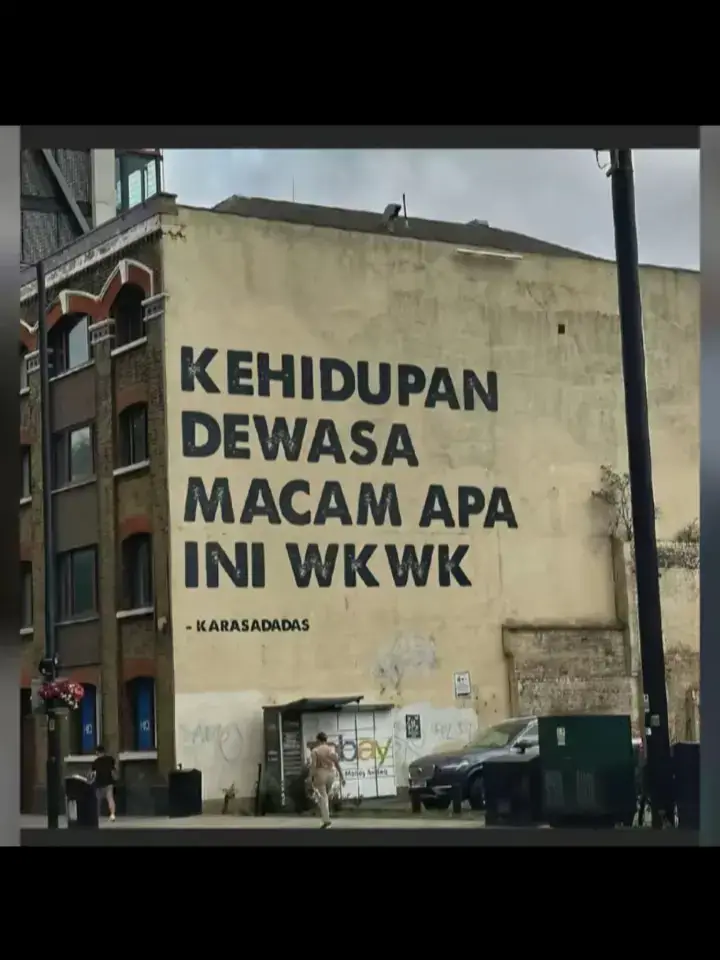 KEHIDUPAN
DEWASA
MACAM APA
INI WKWK
- KARASADADAS
ebay